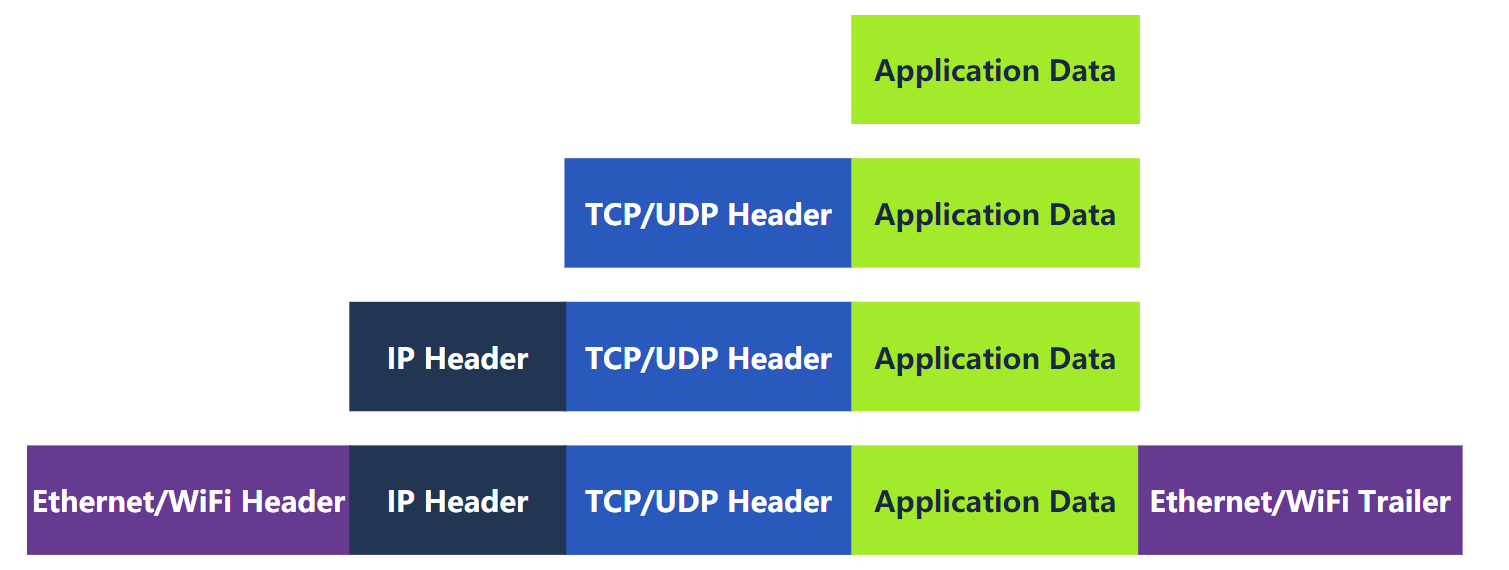 Application Data
TCP/UDP Header Application Data
IP Header TCP/UDP Header Application Data
Ethernet/WiFi Header IP Header TCP/UDP Header Application Data Ethernet/WiFi Trailer